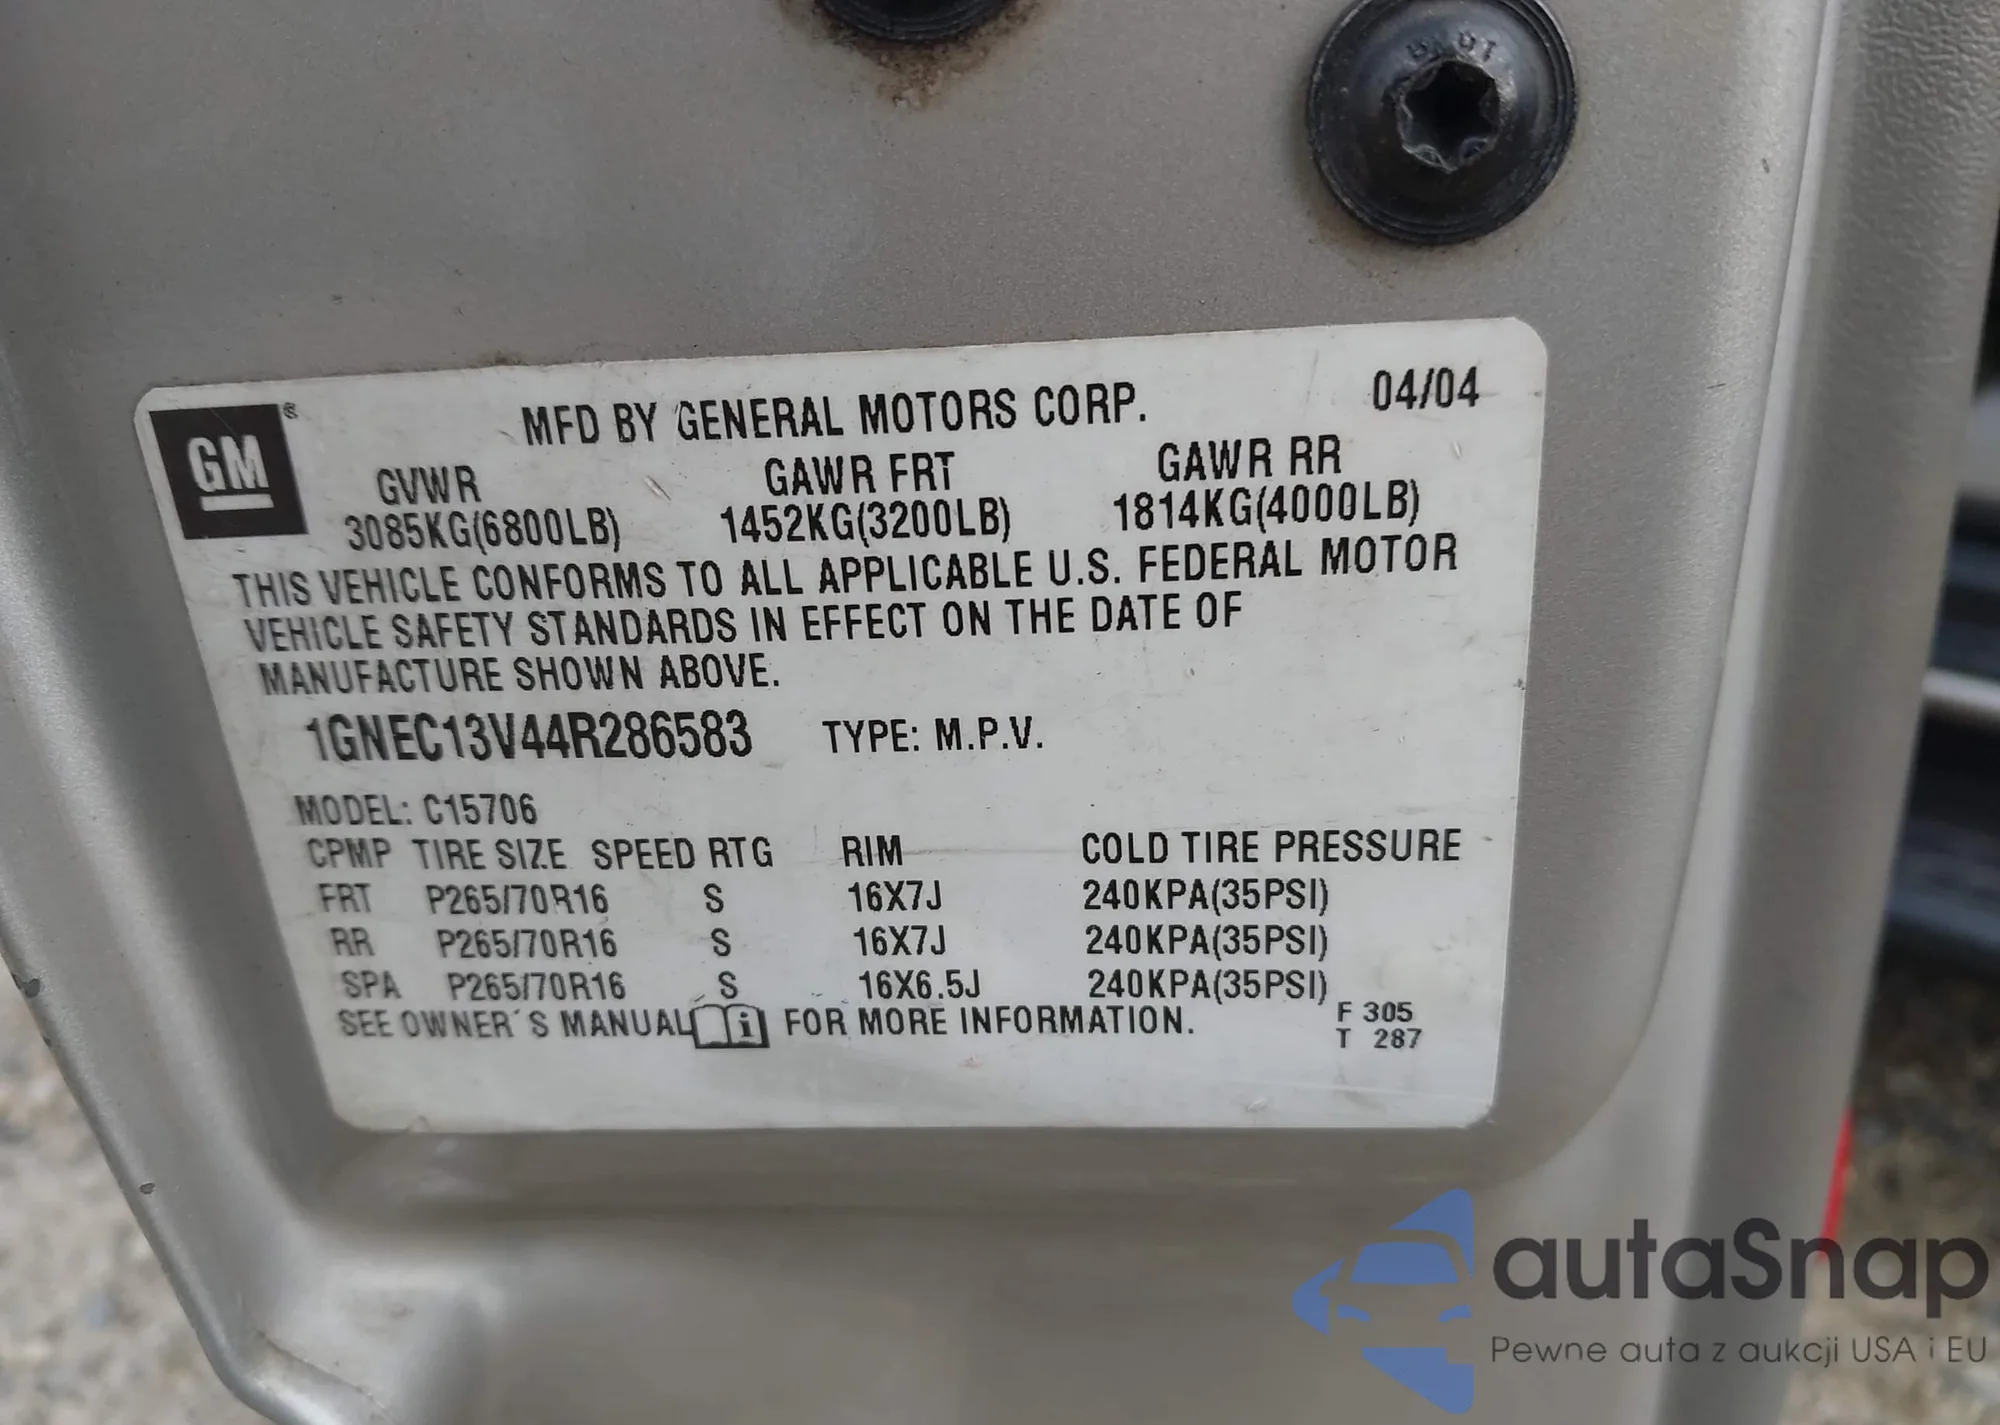 GM ®
MFD BY GENERAL MOTORS CORP. 04/04
GVWR GAWR FRT GAWR RR
3085KG(6800LB) 1452KG(3200LB) 1814KG(4000LB)
THIS VEHICLE CONFORMS TO ALL APPLICABLE U.S. FEDERAL MOTOR
VEHICLE SAFETY STANDARDS IN EFFECT ON THE DATE OF
MANUFACTURE SHOWN ABOVE.
1GNEC13V44R286583 TYPE: M.P.V.
MODEL: C15706
CPMP TIRE SIZE SPEED RTG RIM COLD TIRE PRESSURE
FRT P265/70R16 S 16X7J 240KPA(35PSI)
RR P265/70R16 S 16X7J 240KPA(35PSI)
SPA P265/70R16 S 16X6.5J 240KPA(35PSI)
SEE OWNER'S MANUAL i FOR MORE INFORMATION.
F 305
T 287
autaSnap
Pewne auta z aukcji USA i EU